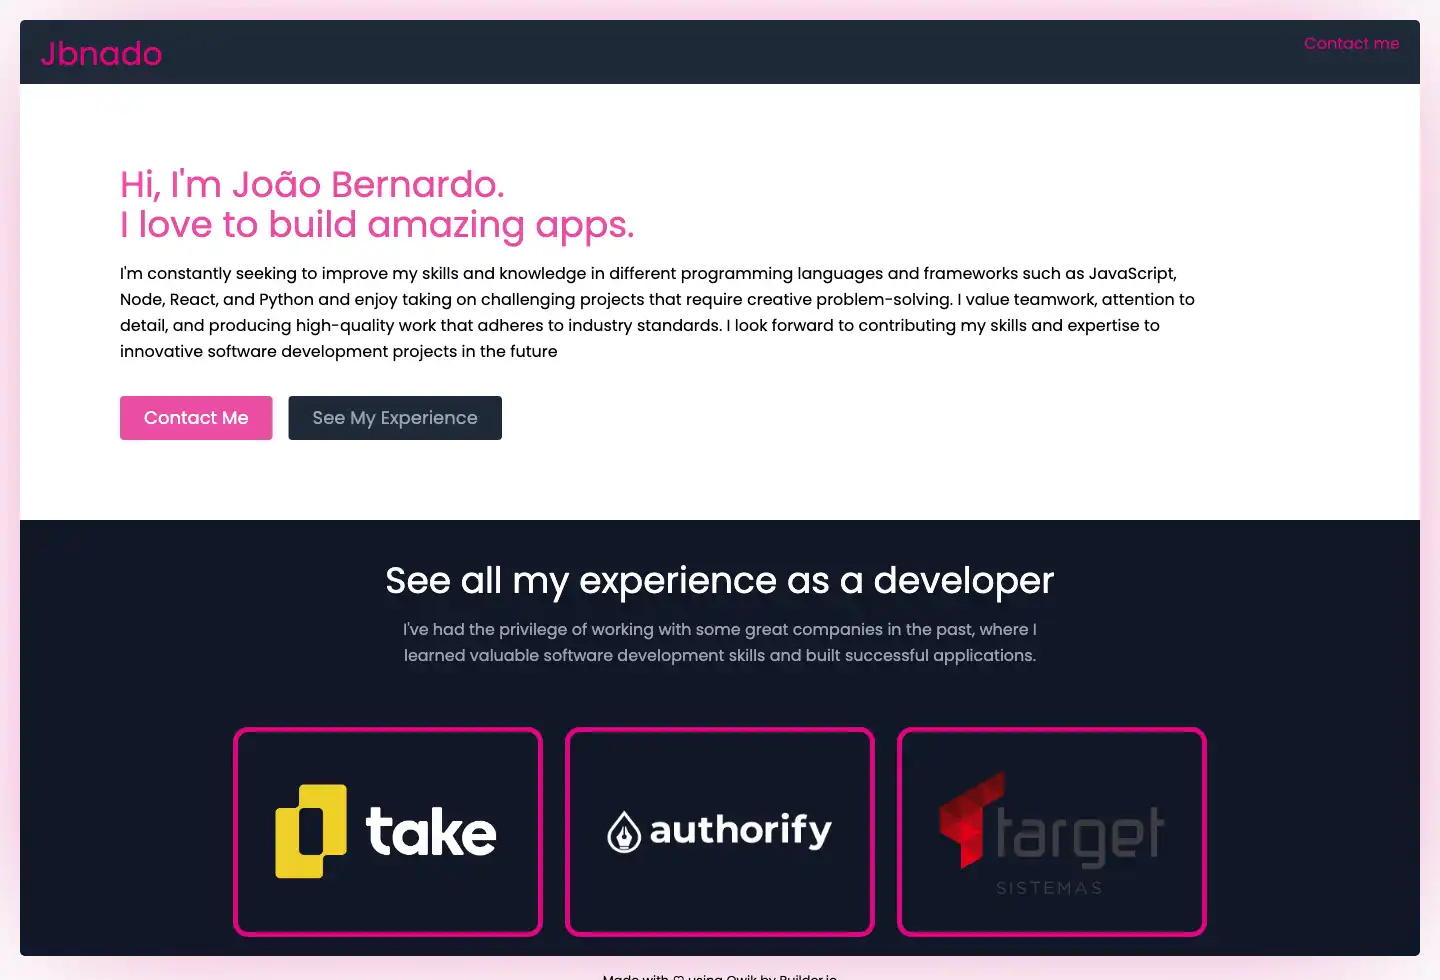 Jbnado
Contact me
Hi, I'm João Bernardo.
I love to build amazing apps.
I'm constantly seeking to improve my skills and knowledge in different programming languages and frameworks such as JavaScript,
Node, React, and Python and enjoy taking on challenging projects that require creative problem-solving. I value teamwork, attention to
detail, and producing high-quality work that adheres to industry standards. I look forward to contributing my skills and expertise to
innovative software development projects in the future
Contact Me
See My Experience
See all my experience as a developer
I've had the privilege of working with some great companies in the past, where I
learned valuable software development skills and built successful applications.
take
authorify
target
SISTEMAS
Made with ♡ using Qwik by Builder.io